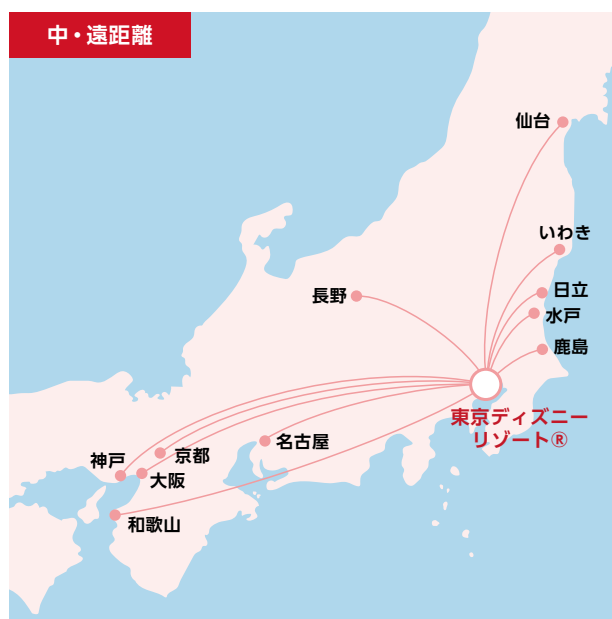 中・遠距離
仙台
いわき
日立
長野
水戸
鹿島
東京ディズニー
リゾート®
名古屋
京都
神戸
大阪
和歌山